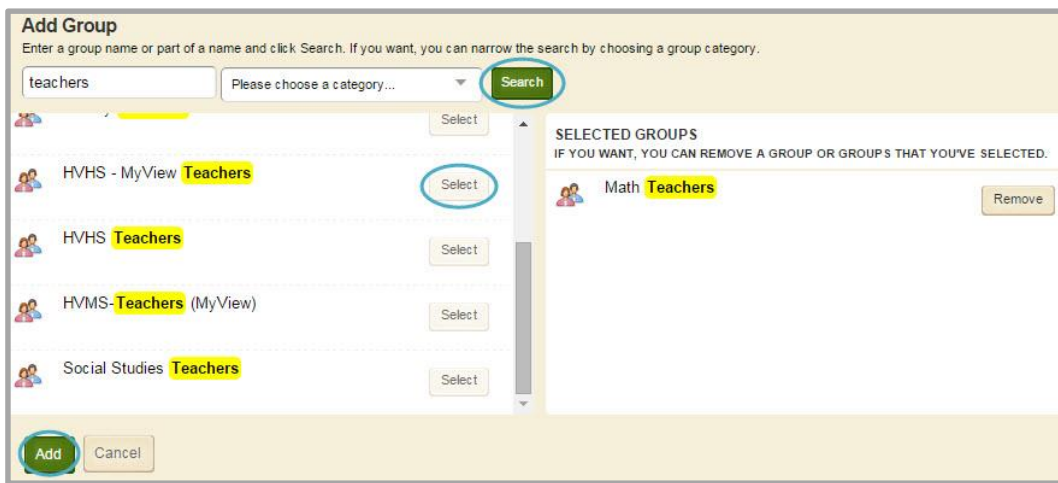 Add Group
Enter a group name or part of a name and click Search. If you want, you can narrow the search by choosing a group category.
teachers
Please choose a category...
Search
Select
HVHS - MyView Teachers
Select
HVHS Teachers
Select
HVMS-Teachers (MyView)
Select
Social Studies Teachers
Select
SELECTED GROUPS
IF YOU WANT, YOU CAN REMOVE A GROUP OR GROUPS THAT YOU'VE SELECTED.
Math Teachers
Remove
Add
Cancel